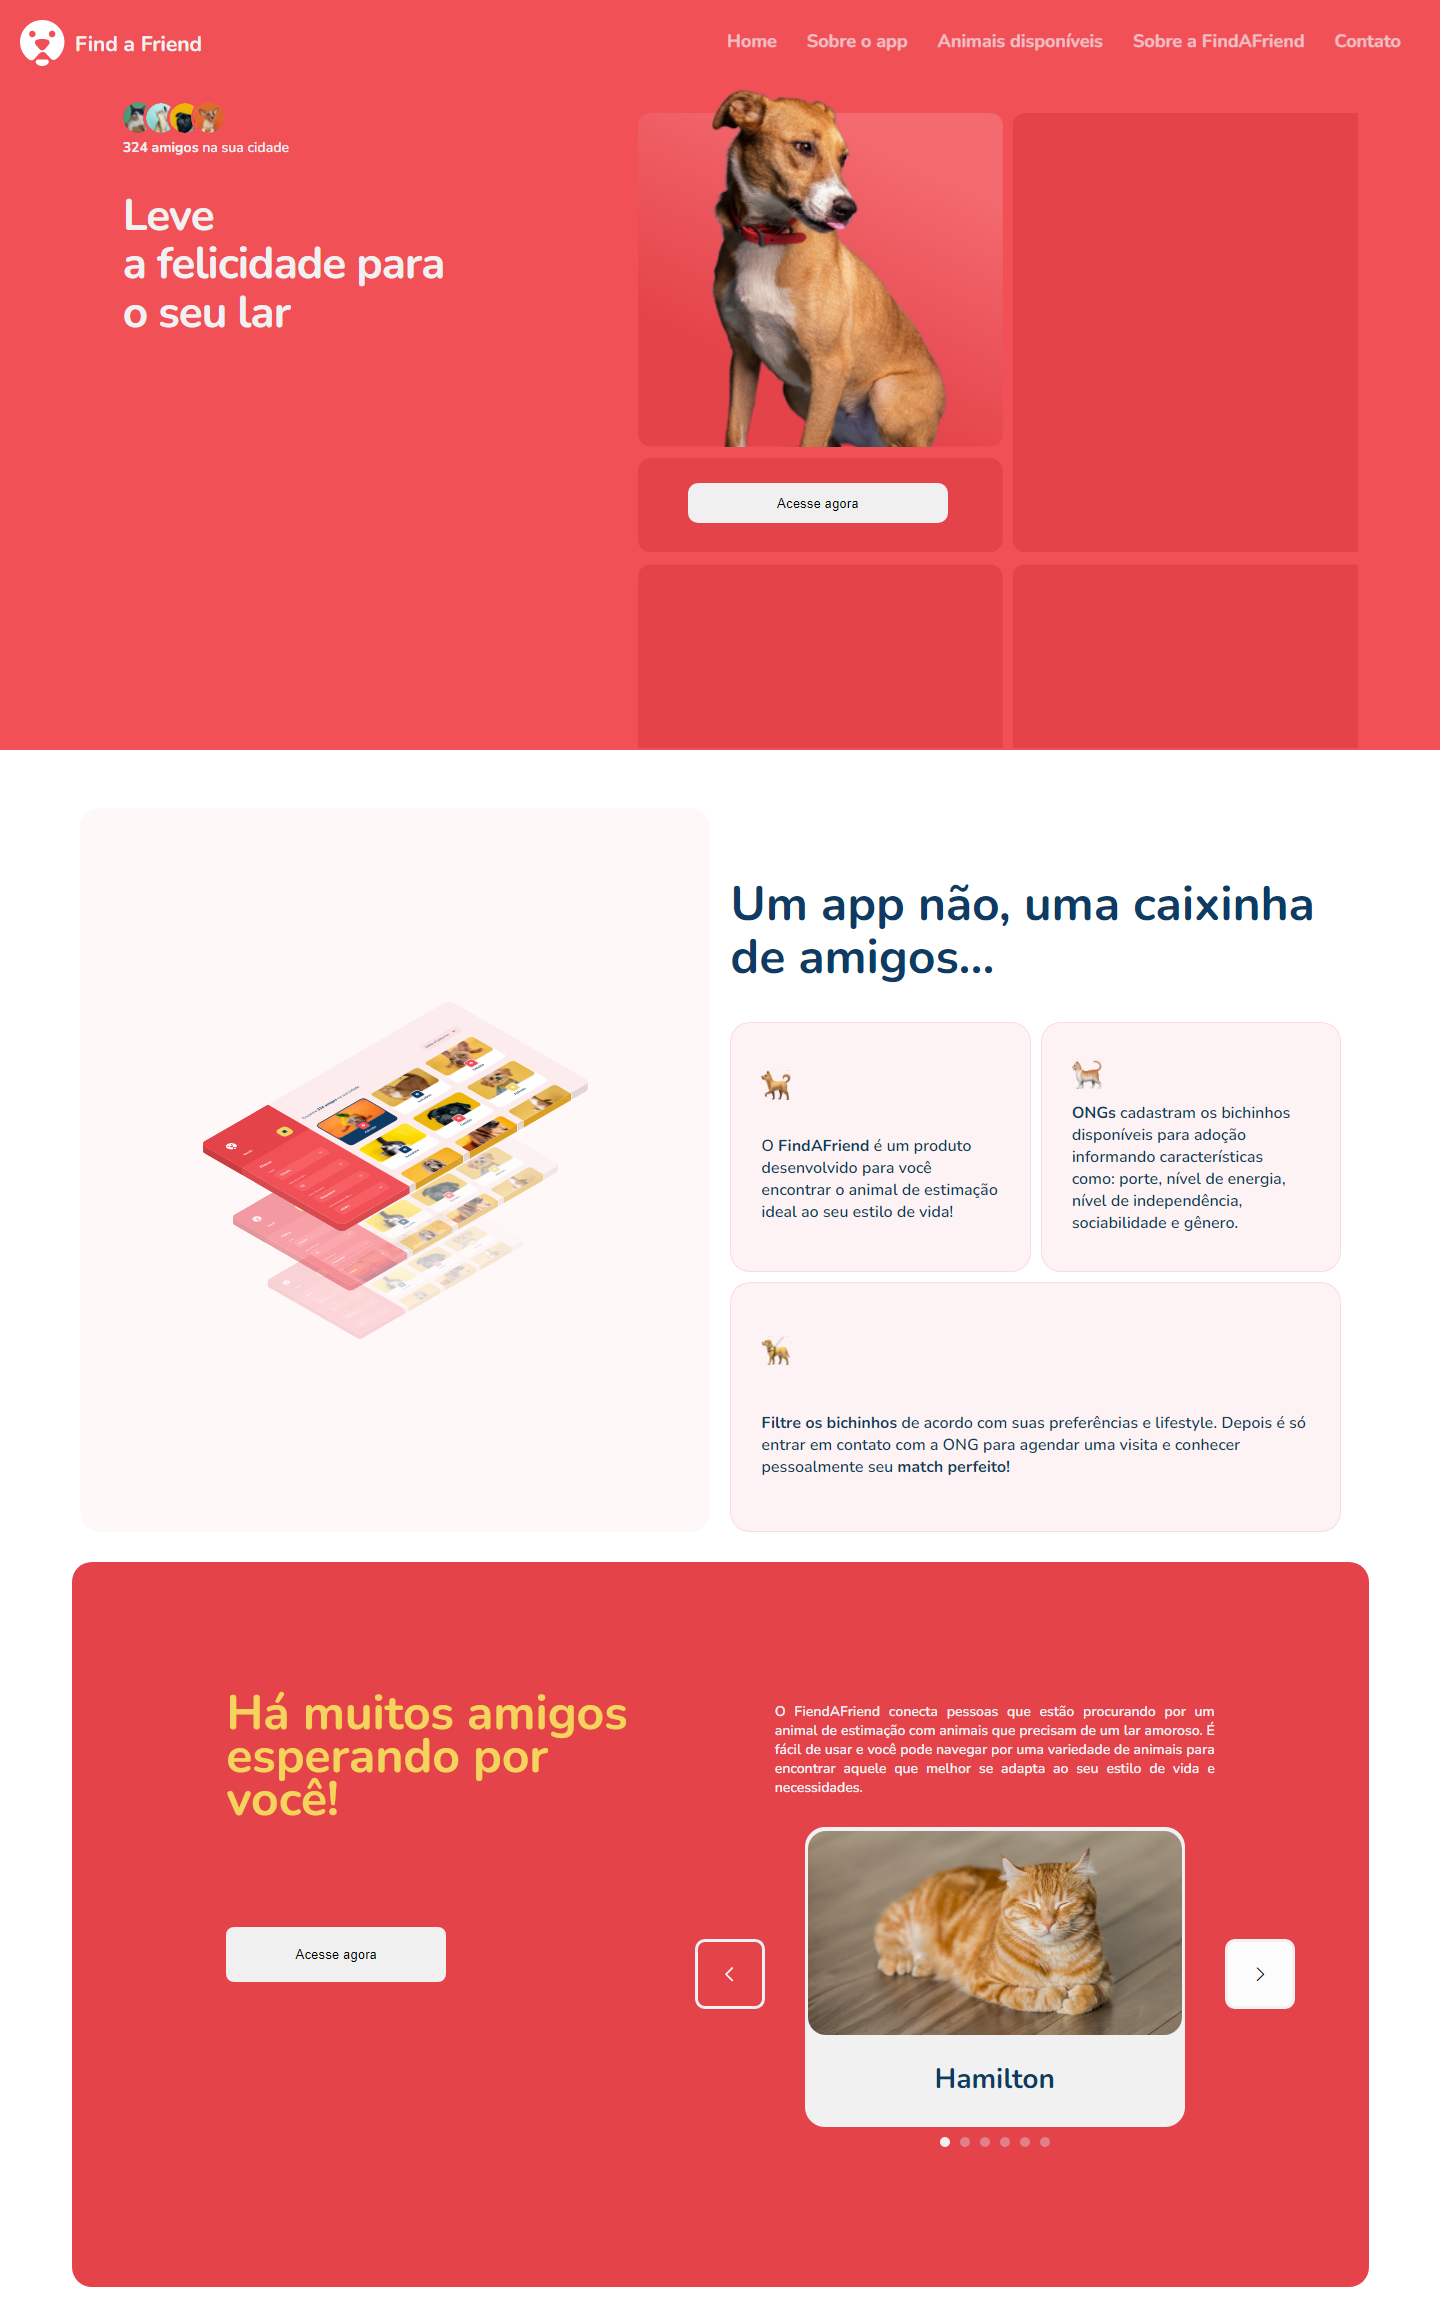 Find a Friend
Home Sobre o app Animais disponíveis Sobre a FindAFriend Contato
324 amigos na sua cidade
Leve
a felicidade para
o seu lar
Acesse agora
Um app não, uma caixinha
de amigos...
O FindAFriend é um produto
desenvolvido para você
encontrar o animal de estimação
ideal ao seu estilo de vida!
ONGs cadastram os bichinhos
disponíveis para adoção
informando características
como: porte, nível de energia,
nível de independência,
sociabilidade e gênero.
Filtre os bichinhos de acordo com suas preferências e lifestyle. Depois é só
entrar em contato com a ONG para agendar uma visita e conhecer
pessoalmente seu match perfeito!
Há muitos amigos
esperando por
você!
Acesse agora
O FiendAFriend conecta pessoas que estão procurando por um
animal de estimação com animais que precisam de um lar amoroso. É
fácil de usar e você pode navegar por uma variedade de animais para
encontrar aquele que melhor se adapta ao seu estilo de vida e
necessidades.
Hamilton